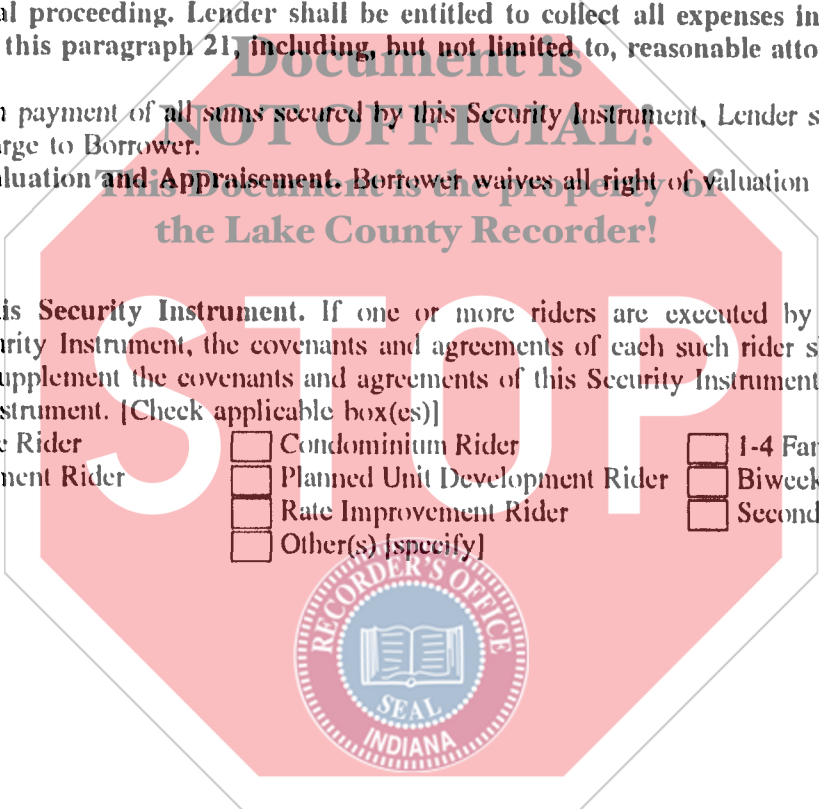 al proceeding. Lender shall be entitled to collect all expenses in
this paragraph 21, including, but not limited to, reasonable atto
Document is
payment of all sums secured by this Security Instrument, Lender s
NOT OFFICIAL!
arge to Borrower.
aluation and Appraisement. Borrower waives all right of valuation
This Document is the property of
the Lake County Recorder!
is Security Instrument. If one or more riders are executed by
urity Instrument, the covenants and agreements of each such rider s
upplement the covenants and agreements of this Security Instrument
strument. [Check applicable box(es)]
STOP
e Rider Condominium Rider 1-4 Fam
ment Rider Planned Unit Development Rider Biweek
Rate Improvement Rider Second
Other(s) [specify]
RECORDER'S OFFICE
SEAL
INDIANA